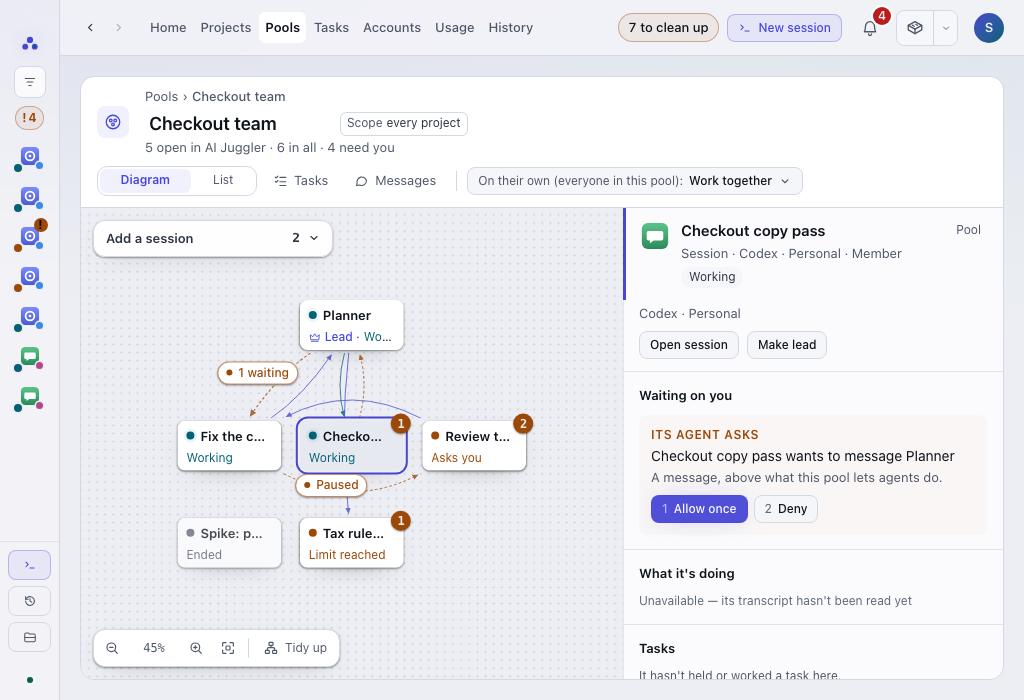 Home Projects Pools Tasks Accounts Usage History
7 to clean up
New session
4
S
!4
!
Pools › Checkout team
Checkout team
Scope every project
5 open in AI Juggler · 6 in all · 4 need you
Diagram
List
Tasks
Messages
On their own (everyone in this pool): Work together
Add a session 2
Planner
Lead · Wo...
1 waiting
Fix the c...
Working
1
Checko...
Working
2
Review t...
Asks you
Paused
Spike: p...
Ended
1
Tax rule...
Limit reached
45%
Tidy up
Checkout copy pass
Pool
Session · Codex · Personal · Member
Working
Codex · Personal
Open session
Make lead
Waiting on you
ITS AGENT ASKS
Checkout copy pass wants to message Planner
A message, above what this pool lets agents do.
1 Allow once
2 Deny
What it's doing
Unavailable — its transcript hasn't been read yet
Tasks
It hasn't held or worked a task here.